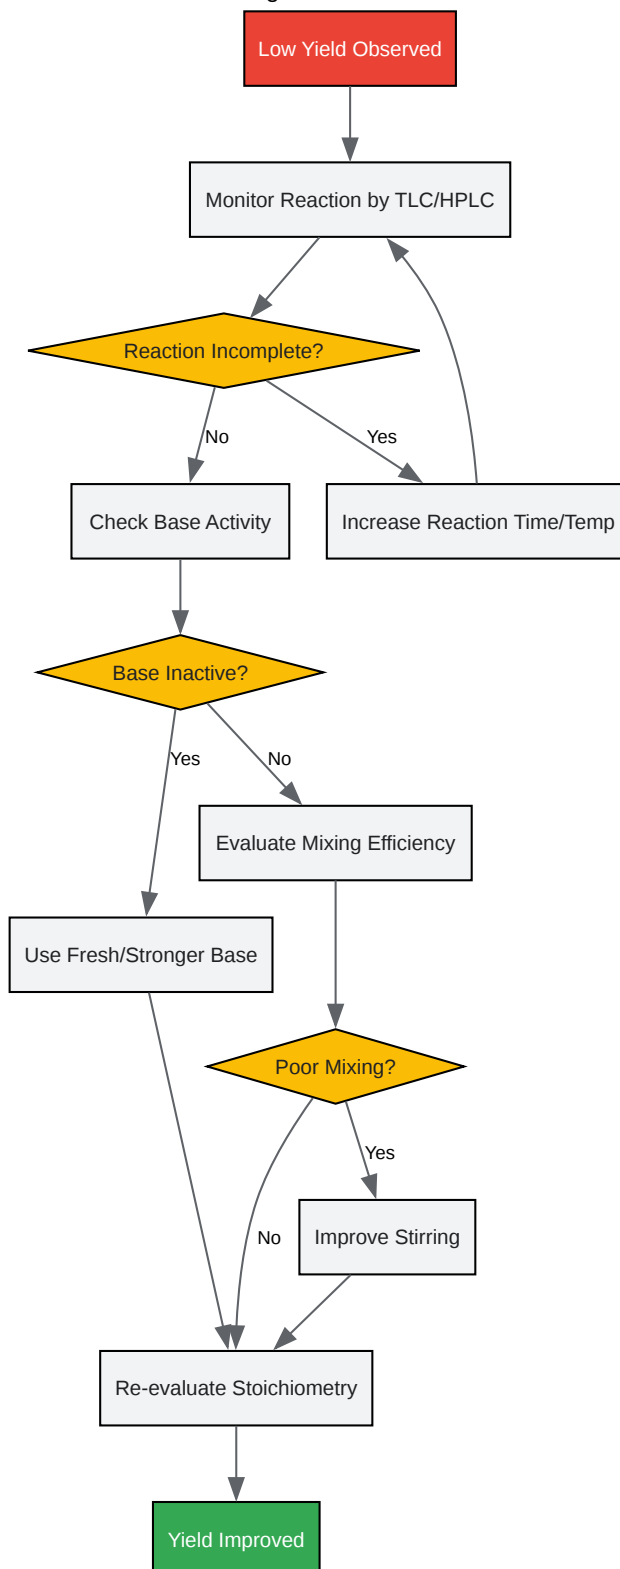 Low Yield Observed
Monitor Reaction by TLC/HPLC
Reaction Incomplete?
No
Yes
Check Base Activity
Increase Reaction Time/Temp
Base Inactive?
Yes
No
Evaluate Mixing Efficiency
Use Fresh/Stronger Base
Poor Mixing?
Yes
No
Improve Stirring
Re-evaluate Stoichiometry
Yield Improved